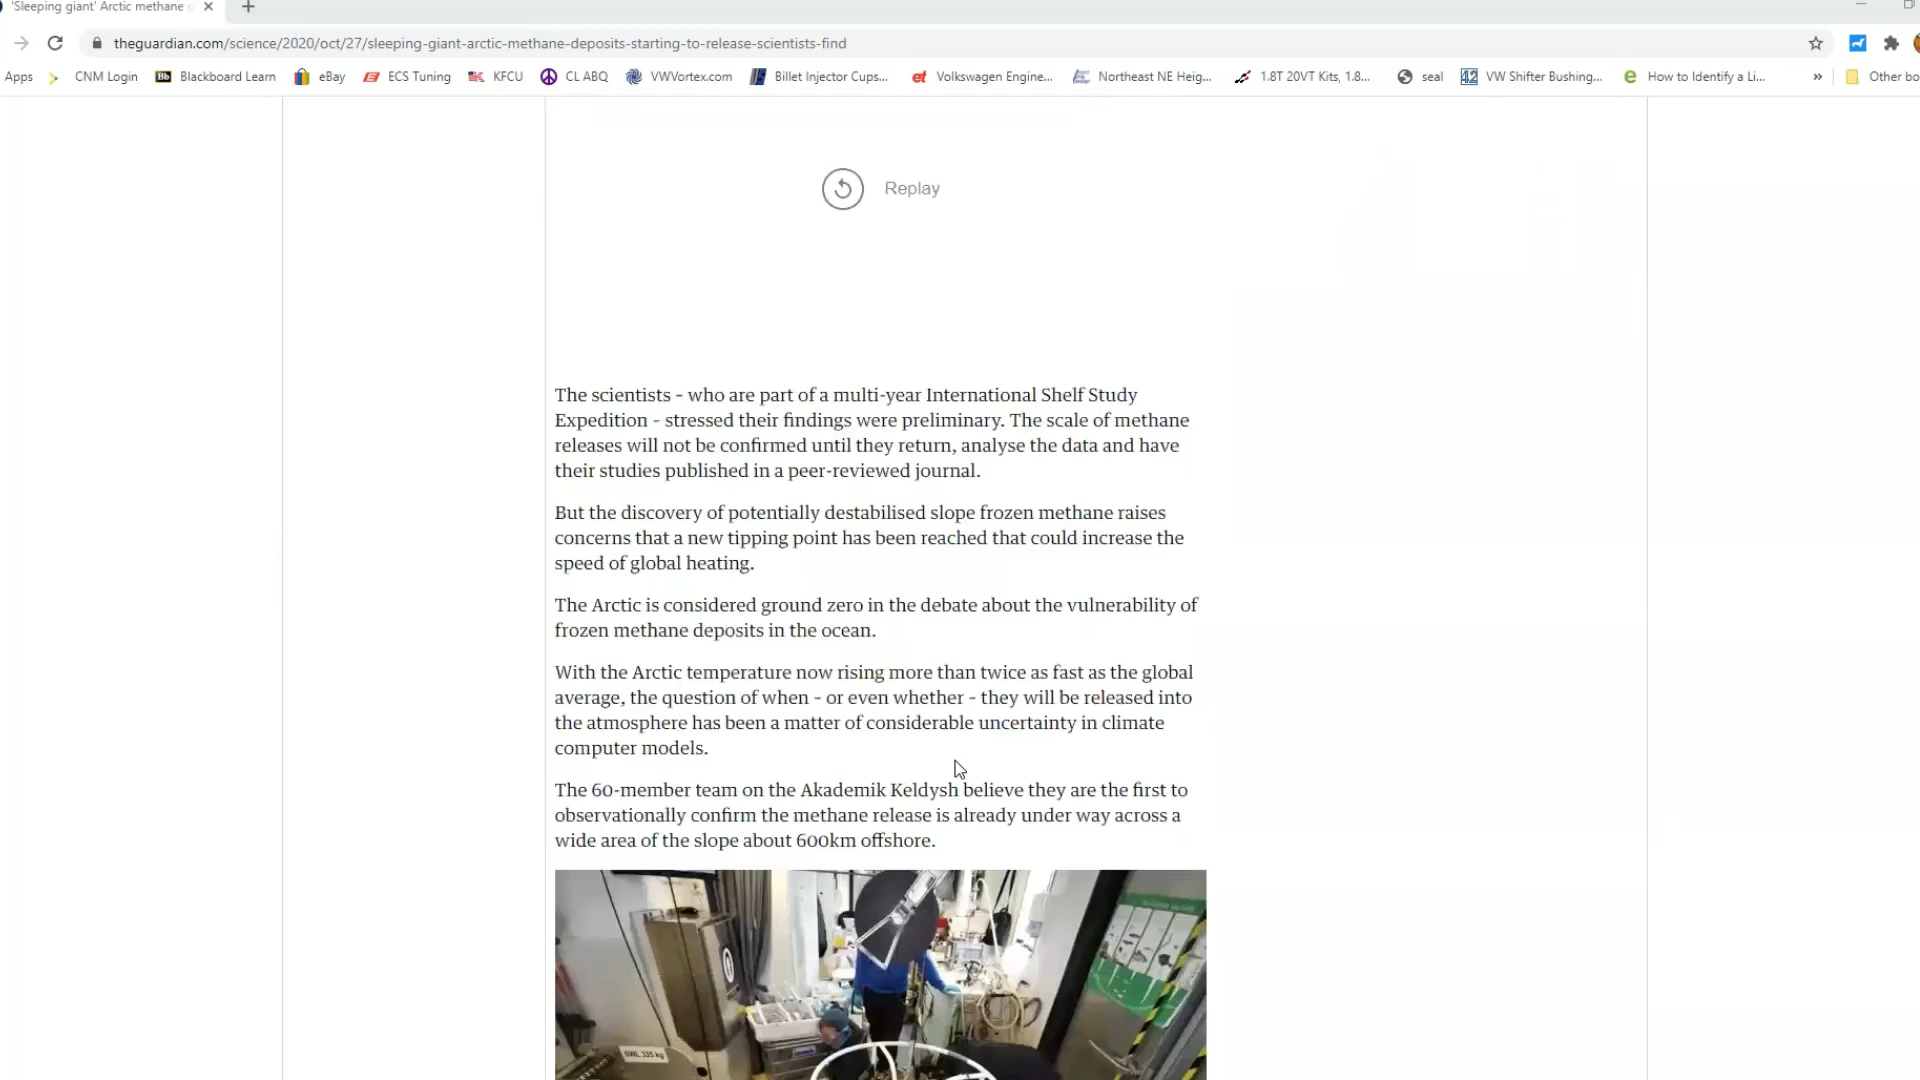 'Sleeping giant' Arctic methane
theguardian.com/science/2020/oct/27/sleeping-giant-arctic-methane-deposits-starting-to-release-scientists-find
Apps CNM Login Bb Blackboard Learn eBay ECS Tuning KFCU CL ABQ VWVortex.com Billet Injector Cups... et Volkswagen Engine... Northeast NE Heig... 1.8T 20VT Kits, 1.8... seal 42 VW Shifter Bushing... e How to Identify a Li... » Other bo
Replay
The scientists – who are part of a multi-year International Shelf Study
Expedition – stressed their findings were preliminary. The scale of methane
releases will not be confirmed until they return, analyse the data and have
their studies published in a peer-reviewed journal.
But the discovery of potentially destabilised slope frozen methane raises
concerns that a new tipping point has been reached that could increase the
speed of global heating.
The Arctic is considered ground zero in the debate about the vulnerability of
frozen methane deposits in the ocean.
With the Arctic temperature now rising more than twice as fast as the global
average, the question of when – or even whether – they will be released into
the atmosphere has been a matter of considerable uncertainty in climate
computer models.
The 60-member team on the Akademik Keldysh believe they are the first to
observationally confirm the methane release is already under way across a
wide area of the slope about 600km offshore.
SWL 335 kg